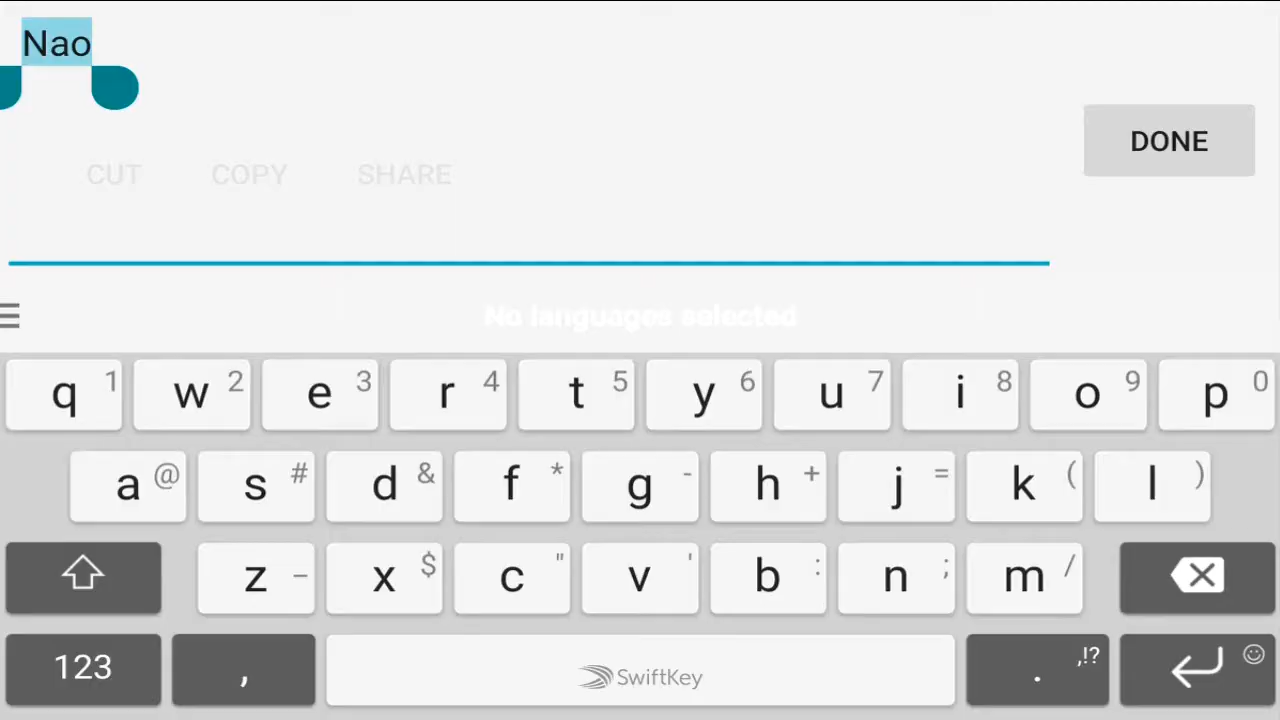 Nao
CUT COPY SHARE
DONE
No languages selected
q 1 w 2 e 3 r 4 t 5 y 6 u 7 i 8 o 9 p 0
a @ s # d & f * g - h + j = k ( l )
z _ x $ c " v ' b : n ; m /
123 , SwiftKey . ,!?